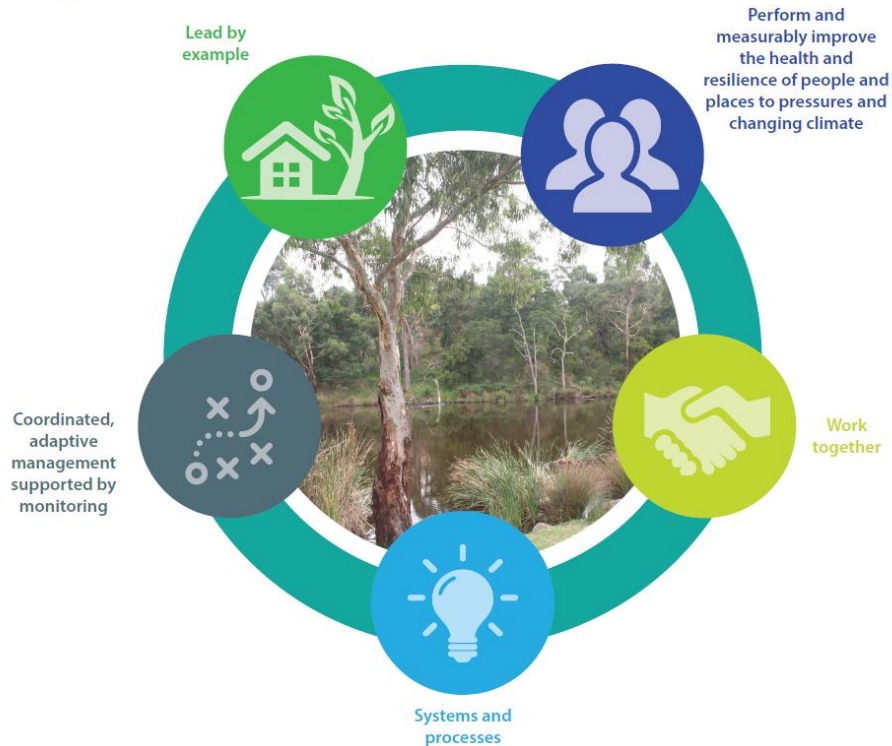 Lead by
example
Perform and
measurably improve
the health and
resilience of people and
places to pressures and
changing climate
Coordinated,
adaptive
management
supported by
monitoring
Work
together
Systems and
processes